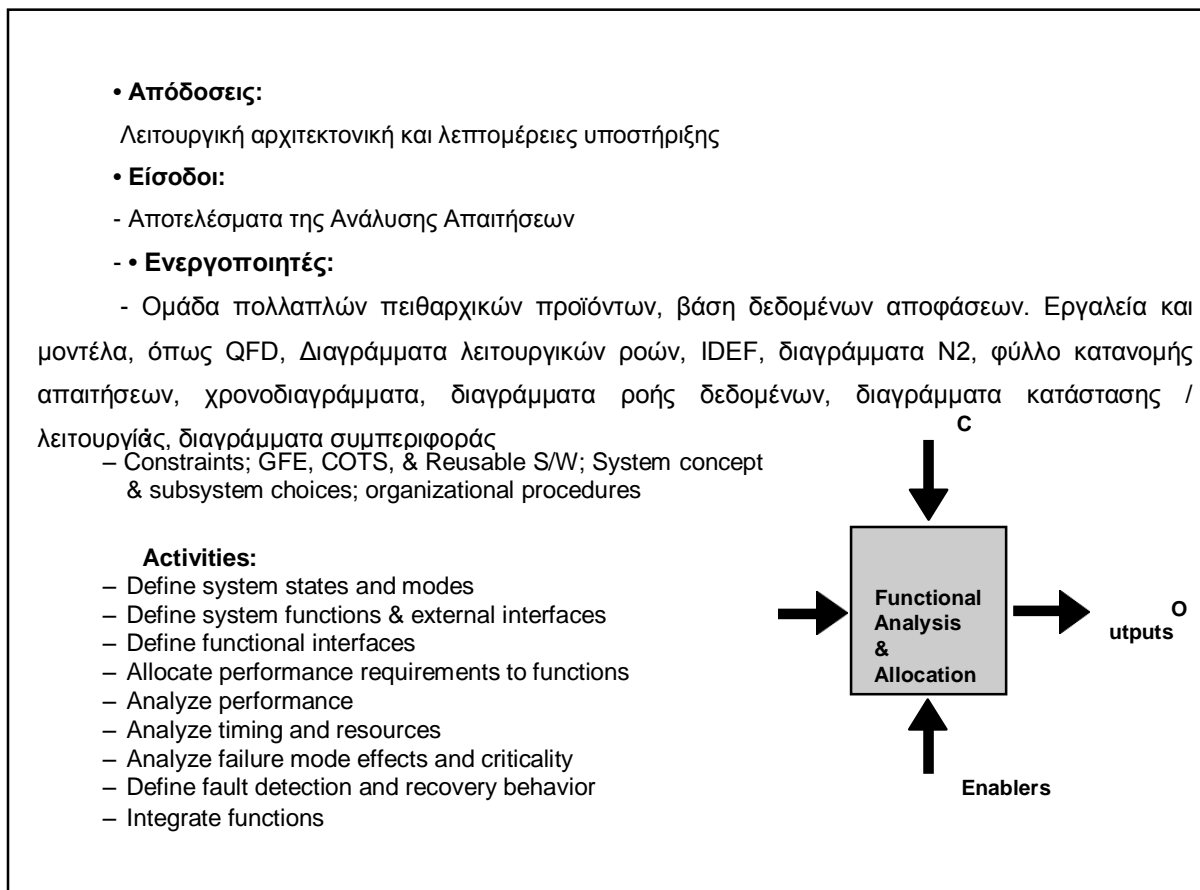 • Απόδοσεις:
Λειτουργική αρχιτεκτονική και λεπτομέρειες υποστήριξης
• Είσοδοι:
- Αποτελέσματα της Ανάλυσης Απαιτήσεων
- • Ενεργοποιητές:
- Ομάδα πολλαπλών πειθαρχικών προϊόντων, βάση δεδομένων αποφάσεων. Εργαλεία και
μοντέλα, όπως QFD, Διαγράμματα λειτουργικών ροών, IDEF, διαγράμματα N2, φύλλο κατανομής
απαιτήσεων, χρονοδιαγράμματα, διαγράμματα ροής δεδομένων, διαγράμματα κατάστασης /
λειτουργίας, διαγράμματα συμπεριφοράς
– Constraints; GFE, COTS, & Reusable S/W; System concept
& subsystem choices; organizational procedures
Activities:
– Define system states and modes
– Define system functions & external interfaces
– Define functional interfaces
– Allocate performance requirements to functions
– Analyze performance
– Analyze timing and resources
– Analyze failure mode effects and criticality
– Define fault detection and recovery behavior
– Integrate functions
C
Functional
Analysis
&
Allocation
O
utputs
Enablers